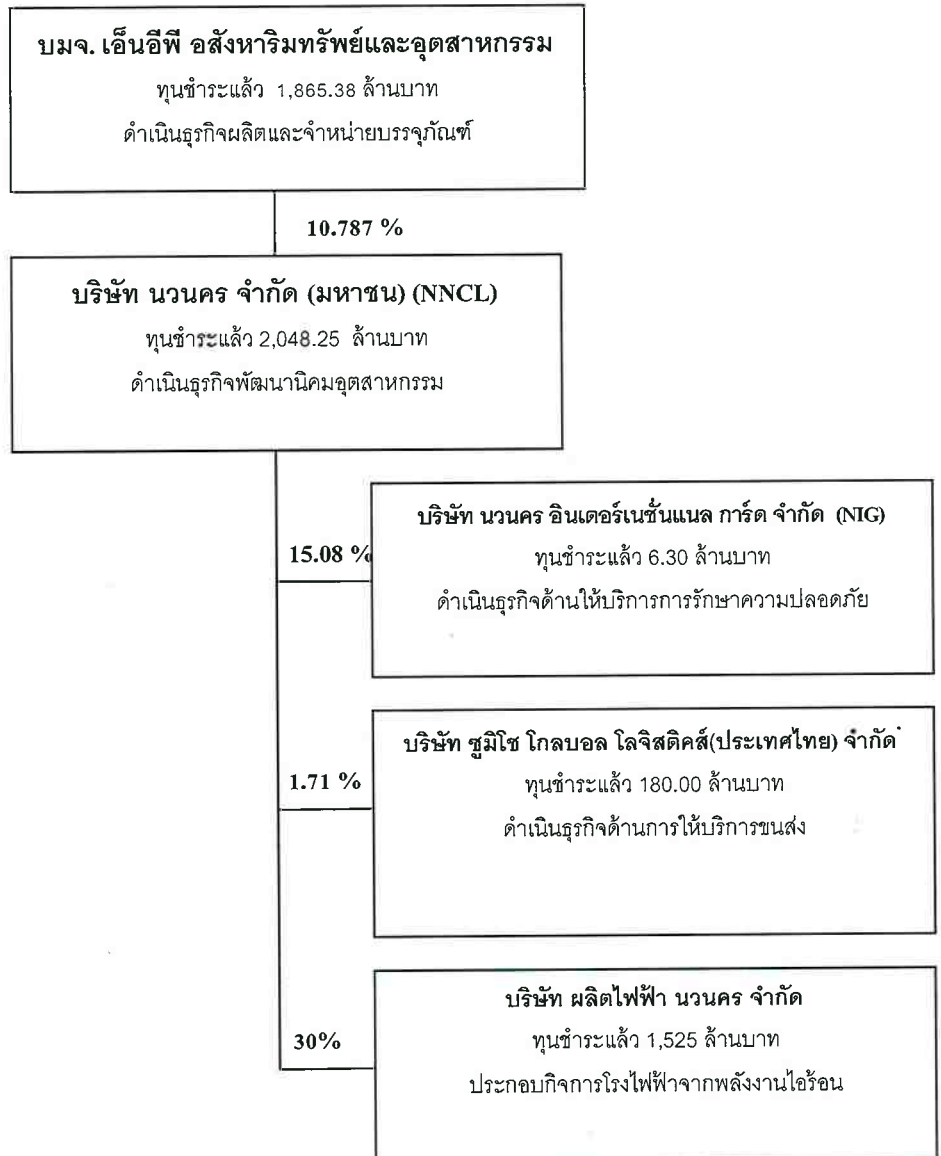 บมจ. เอ็นอีพี อสังหาริมทรัพย์และอุตสาหกรรม
ทุนชำระแล้ว 1,865.38 ล้านบาท
ดำเนินธุรกิจผลิตและจำหน่ายบรรจุภัณฑ์
10.787 %
บริษัท นวนคร จำกัด (มหาชน) (NNCL)
ทุนชำระแล้ว 2,048.25 ล้านบาท
ดำเนินธุรกิจพัฒนานิคมอุตสาหกรรม
บริษัท นวนคร อินเตอร์เนชั่นแนล การ์ด จำกัด (NIG)
15.08 %
ทุนชำระแล้ว 6.30 ล้านบาท
ดำเนินธุรกิจด้านให้บริการการรักษาความปลอดภัย
บริษัท ซูมิโช โกลบอล โลจิสติคส์(ประเทศไทย) จำกัด
1.71 %
ทุนชำระแล้ว 180.00 ล้านบาท
ดำเนินธุรกิจด้านการให้บริการขนส่ง
บริษัท ผลิตไฟฟ้า นวนคร จำกัด
30%
ทุนชำระแล้ว 1,525 ล้านบาท
ประกอบกิจการโรงไฟฟ้าจากพลังงานไอร้อน